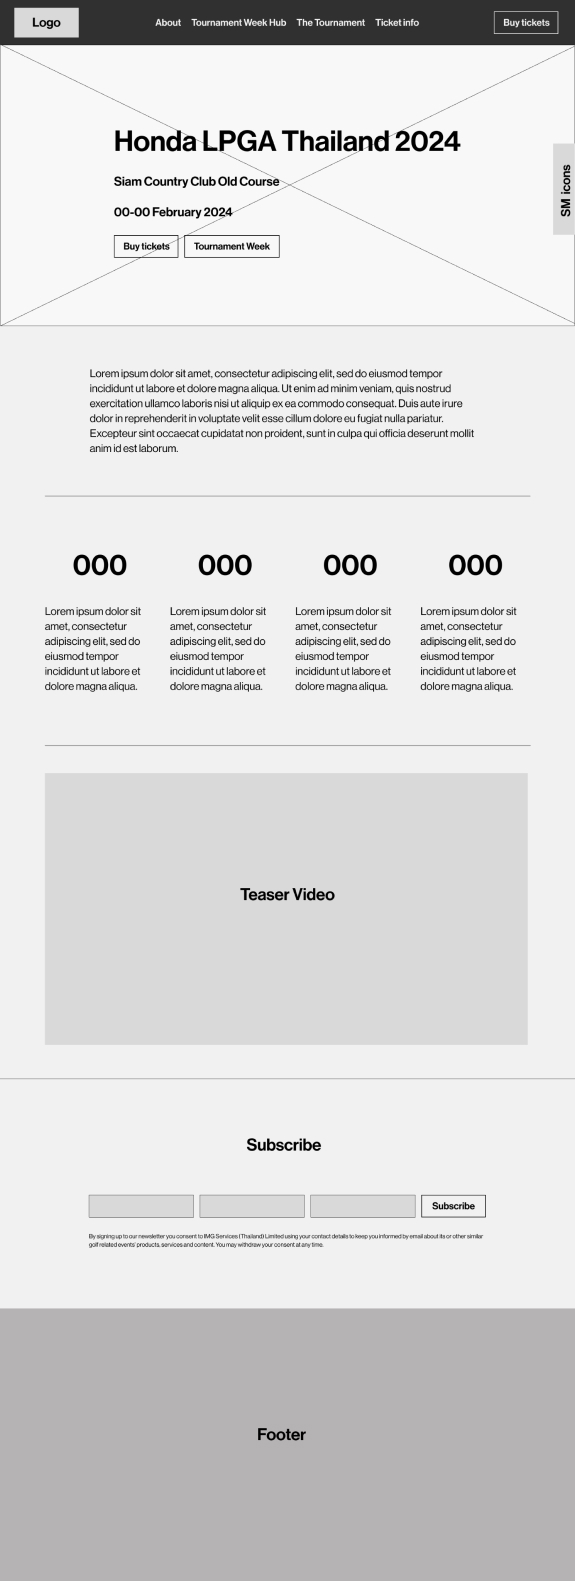 Logo
About Tournament Week Hub The Tournament Ticket info
Buy tickets
Honda LPGA Thailand 2024
Siam Country Club Old Course
00-00 February 2024
Buy tickets Tournament Week
SM icons
Lorem ipsum dolor sit amet, consectetur adipiscing elit, sed do eiusmod tempor
incididunt ut labore et dolore magna aliqua. Ut enim ad minim veniam, quis nostrud
exercitation ullamco laboris nisi ut aliquip ex ea commodo consequat. Duis aute irure
dolor in reprehenderit in voluptate velit esse cillum dolore eu fugiat nulla pariatur.
Excepteur sint occaecat cupidatat non proident, sunt in culpa qui officia deserunt mollit
anim id est laborum.
000
Lorem ipsum dolor sit
amet, consectetur
adipiscing elit, sed do
eiusmod tempor
incididunt ut labore et
dolore magna aliqua.
000
Lorem ipsum dolor sit
amet, consectetur
adipiscing elit, sed do
eiusmod tempor
incididunt ut labore et
dolore magna aliqua.
000
Lorem ipsum dolor sit
amet, consectetur
adipiscing elit, sed do
eiusmod tempor
incididunt ut labore et
dolore magna aliqua.
000
Lorem ipsum dolor sit
amet, consectetur
adipiscing elit, sed do
eiusmod tempor
incididunt ut labore et
dolore magna aliqua.
Teaser Video
Subscribe
Subscribe
By signing up to our newsletter you consent to IMG Services (Thailand) Limited using your contact details to keep you informed by email about its or other similar
golf related events' products, services and content. You may withdraw your consent at any time.
Footer